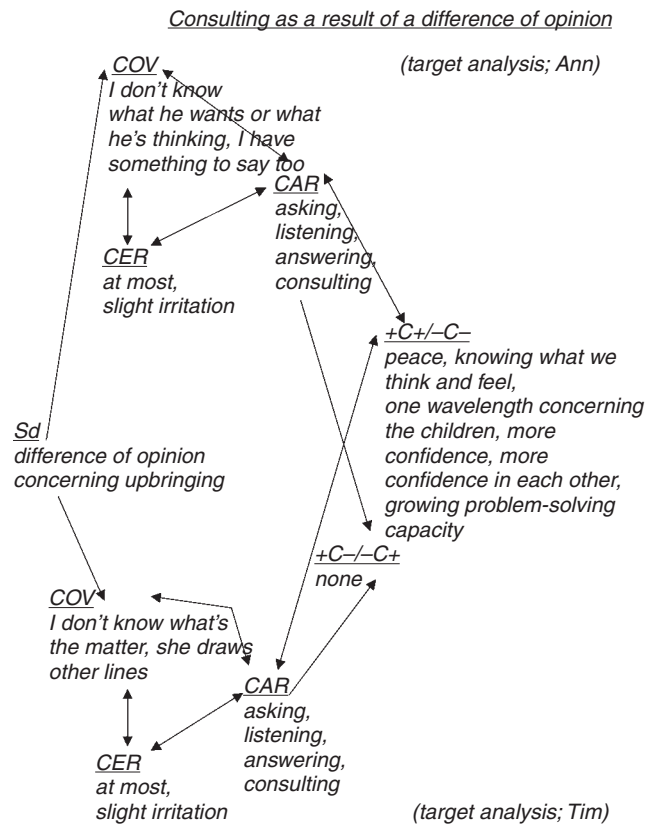 Consulting as a result of a difference of opinion
COV
(target analysis; Ann)
I don't know
what he wants or what
he's thinking, I have
something to say too
CAR
asking,
listening,
answering,
consulting
CER
at most,
slight irritation
+C+/–C–
peace, knowing what we
think and feel,
one wavelength concerning
the children, more
confidence, more
confidence in each other,
growing problem-solving
capacity
Sd
difference of opinion
concerning upbringing
+C–/–C+
none
COV
I don't know what's
the matter, she draws
other lines
CAR
asking,
listening,
answering,
consulting
CER
at most,
slight irritation
(target analysis; Tim)